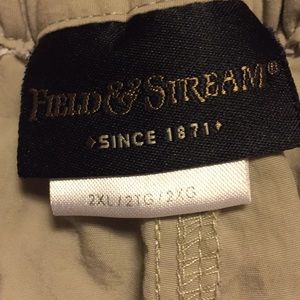 FIELD & STREAM®
SINCE 1871
2XL/2TG/2XG